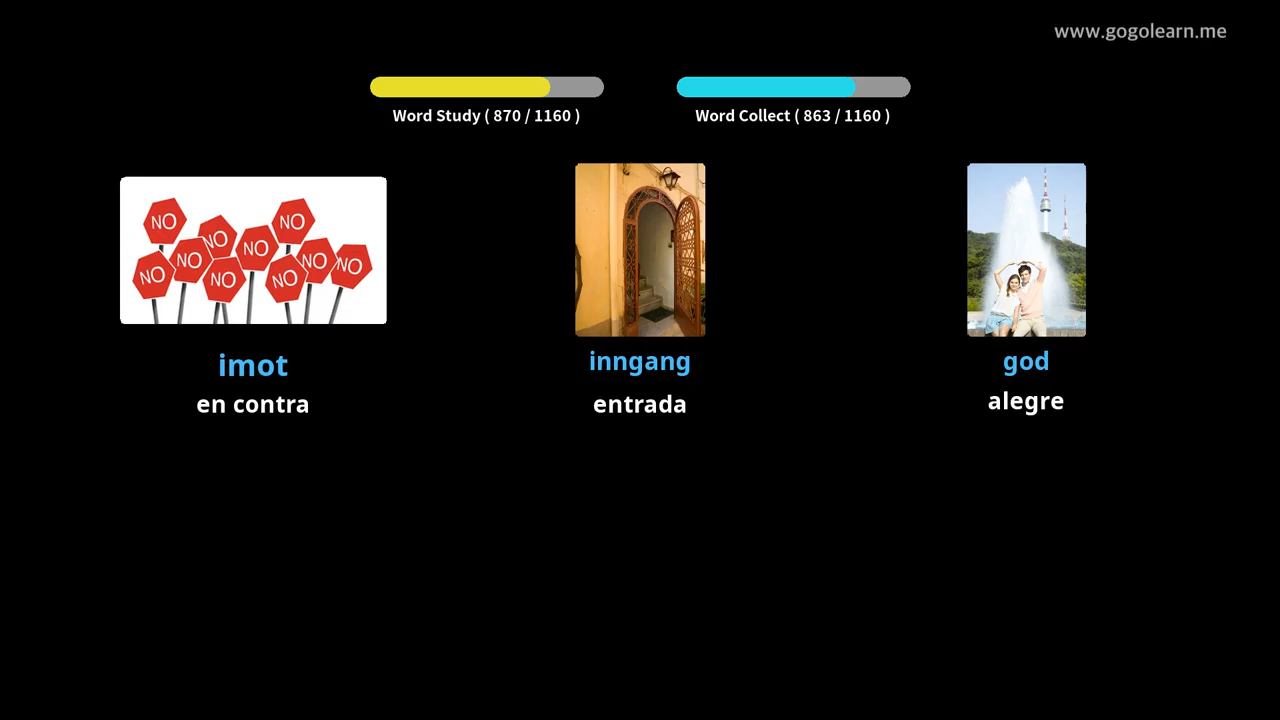 www.gogolearn.me
Word Study ( 870 / 1160 )
Word Collect ( 863 / 1160 )
NO
NO
NO
NO
NO
NO
NO
NO
NO
NO
imot
en contra
inngang
entrada
god
alegre